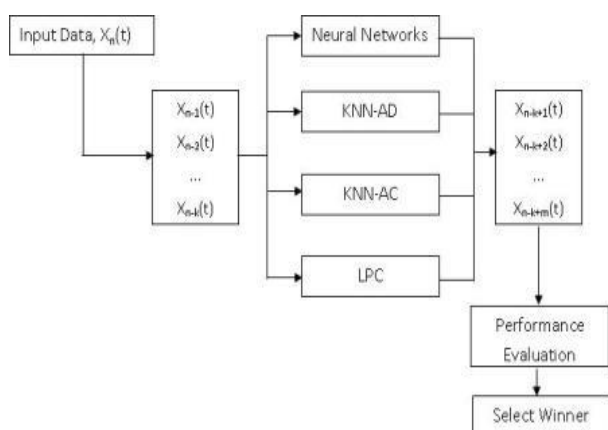 Input Data, Xn(t)
Xn-1(t)
Xn-2(t)
...
Xn-k(t)
Neural Networks
KNN-AD
KNN-AC
LPC
Xn-k+1(t)
Xn-k+2(t)
...
Xn-k+m(t)
Performance
Evaluation
Select Winner